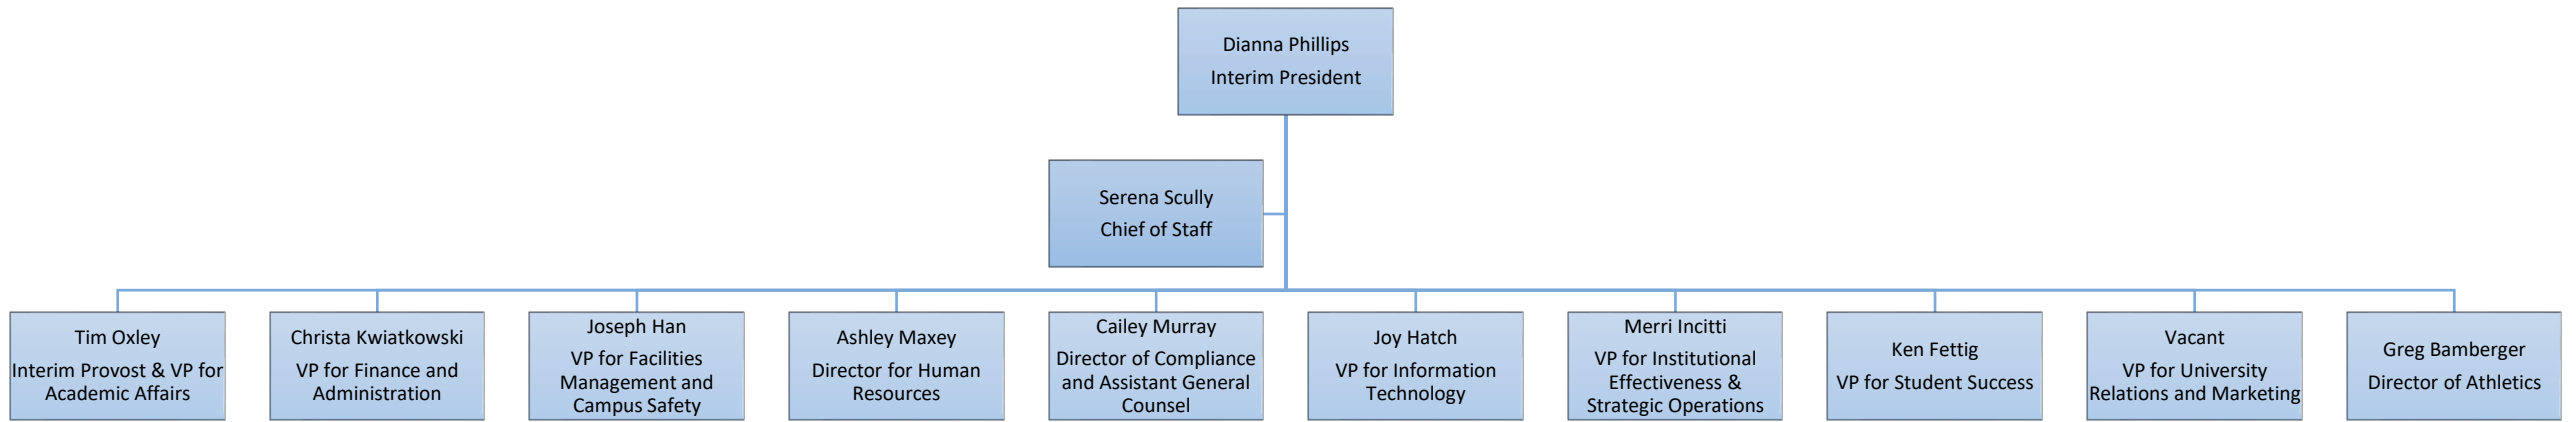 Dianna Phillips
Interim President
Serena Scully
Chief of Staff
Tim Oxley
Interim Provost & VP for
Academic Affairs
Christa Kwiatkowski
VP for Finance and
Administration
Joseph Han
VP for Facilities
Management and
Campus Safety
Ashley Maxey
Director for Human
Resources
Cailey Murray
Director of Compliance
and Assistant General
Counsel
Joy Hatch
VP for Information
Technology
Merri Incitti
VP for Institutional
Effectiveness &
Strategic Operations
Ken Fettig
VP for Student Success
Vacant
VP for University
Relations and Marketing
Greg Bamberger
Director of Athletics